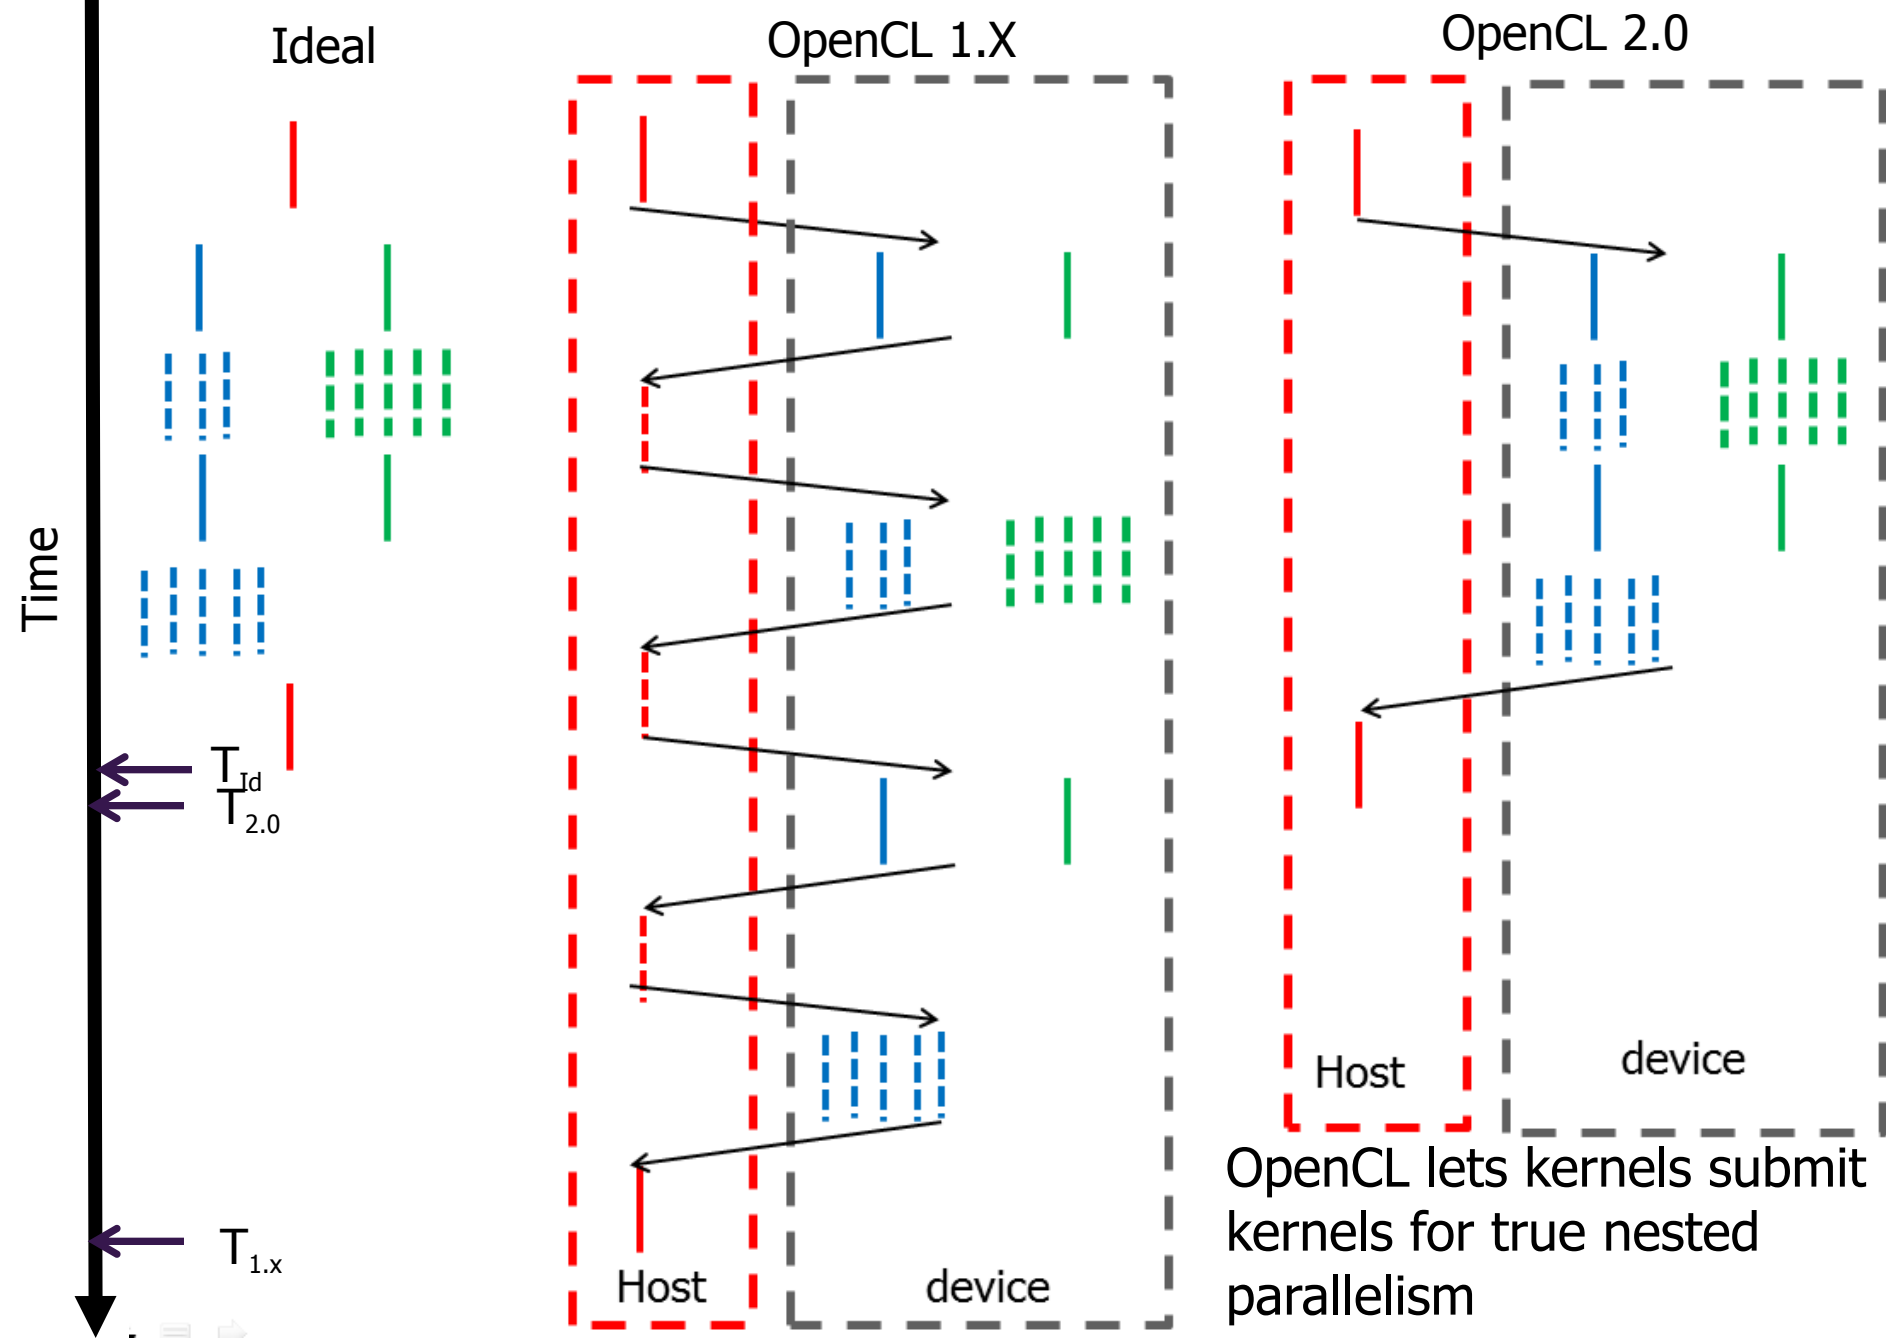 Ideal
OpenCL 1.X
OpenCL 2.0
Time
T_Id
T_2.0
T_1.x
Host
device
Host
device
OpenCL lets kernels submit
kernels for true nested
parallelism